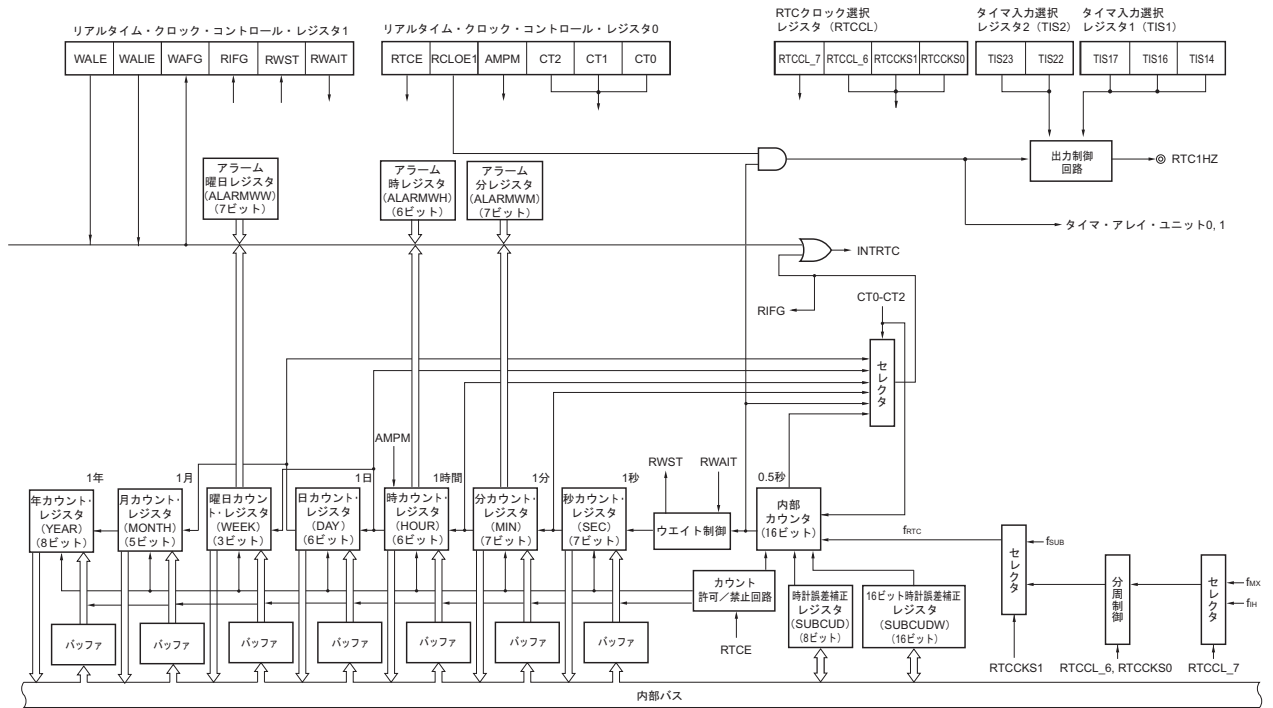 リアルタイム・クロック・コントロール・レジスタ1
WALE WALIE WAFG RIFG RWST RWAIT
リアルタイム・クロック・コントロール・レジスタ0
RTCE RCLOE1 AMPM CT2 CT1 CT0
RTCクロック選択
レジスタ (RTCCL)
RTCCL_7 RTCCL_6 RTCCKS1 RTCCKS0
タイマ入力選択
レジスタ2 (TIS2)
TIS23 TIS22
タイマ入力選択
レジスタ1 (TIS1)
TIS17 TIS16 TIS14
アラーム
曜日レジスタ
(ALARMWW)
(7ビット)
アラーム
時レジスタ
(ALARMWH)
(6ビット)
アラーム
分レジスタ
(ALARMWM)
(7ビット)
出力制御
回路
RTC1HZ
タイマ・アレイ・ユニット0, 1
INTRTC
RIFG
CT0-CT2
セレクタ
AMPM
RWST
RWAIT
1年
1月
1日
1時間
1分
1秒
0.5秒
年カウント・
レジスタ
(YEAR)
(8ビット)
月カウント・
レジスタ
(MONTH)
(5ビット)
曜日カウン
ト・レジスタ
(WEEK)
(3ビット)
日カウント・
レジスタ
(DAY)
(6ビット)
時カウント・
レジスタ
(HOUR)
(6ビット)
分カウント・
レジスタ
(MIN)
(7ビット)
秒カウント・
レジスタ
(SEC)
(7ビット)
ウエイト制御
内部
カウンタ
(16ビット)
fRTC
セレクタ
fSUB
分周制御
セレクタ
fMX
fIH
カウント
許可/禁止回路
時計誤差補正
レジスタ
(SUBCUD)
(8ビット)
16ビット時計誤差補正
レジスタ
(SUBCUDW)
(16ビット)
バッファ
バッファ
バッファ
バッファ
バッファ
バッファ
バッファ
RTCE
RTCCKS1
RTCCL_6, RTCCKS0
RTCCL_7
内部バス